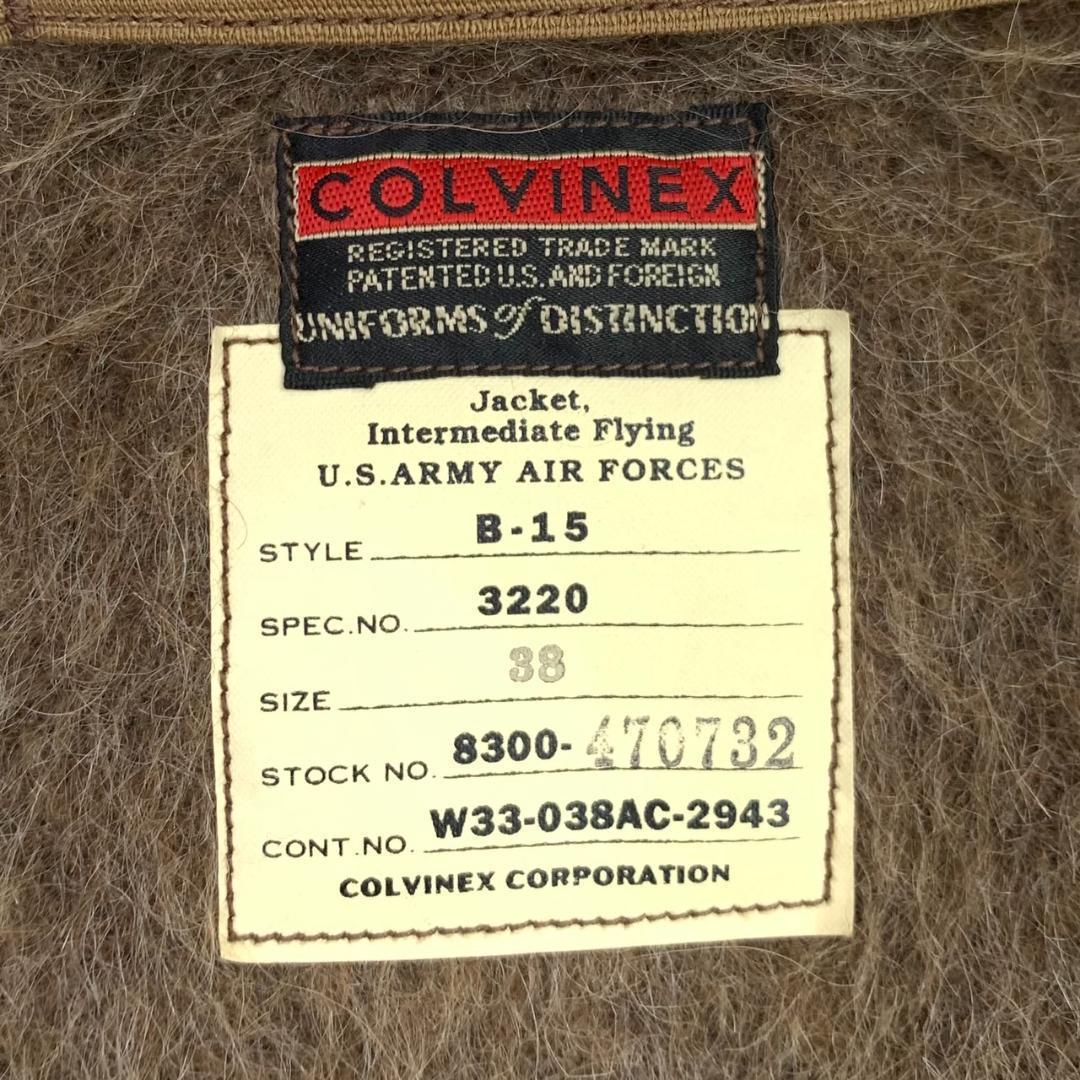 COLVINEX
REGISTERED TRADE MARK
PATENTED U.S. AND FOREIGN
UNIFORMS of DISTINCTION
Jacket,
Intermediate Flying
U.S.ARMY AIR FORCES
STYLE B-15
SPEC.NO. 3220
SIZE 38
STOCK NO. 8300-470732
CONT.NO. W33-038AC-2943
COLVINEX CORPORATION